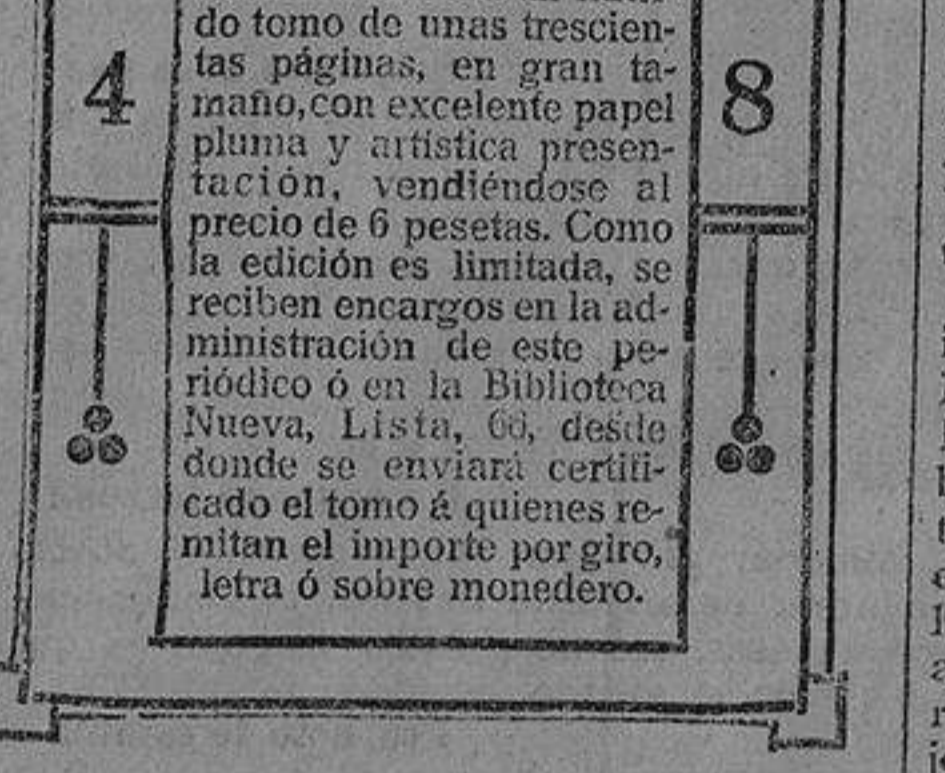 4
8
do tomo de unas trescien-
tas páginas, en gran ta-
maño, con excelente papel
pluma y artística presen-
tación, vendiéndose al
precio de 6 pesetas. Como
la edición es limitada, se
reciben encargos en la ad-
ministración de este pe-
riódico ó en la Biblioteca
Nueva, Lista, 66, desde
donde se enviará certifi-
cado el tomo á quienes re-
mitan el importe por giro,
letra ó sobre monedero.